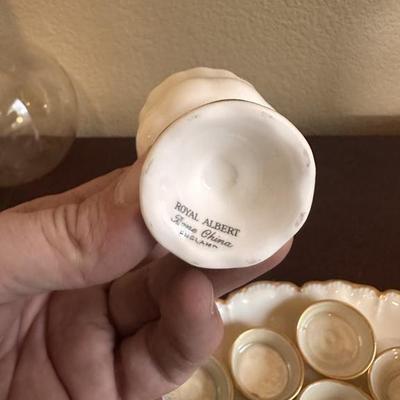 ROYAL ALBERT
Bone China
ENGLAND